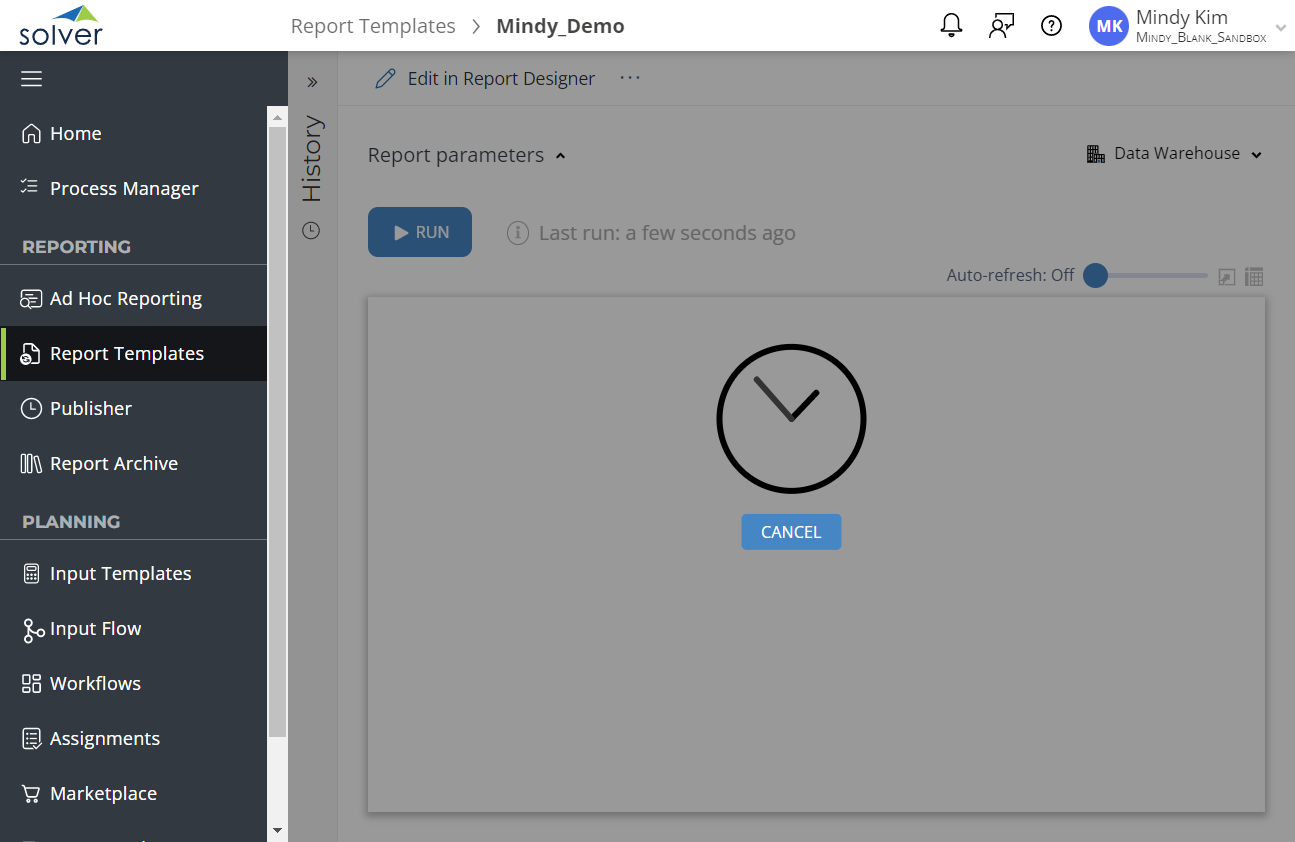 solver
Report Templates > Mindy_Demo
MK
Mindy Kim
Mindy_Blank_Sandbox
Home
Process Manager
REPORTING
Ad Hoc Reporting
Report Templates
Publisher
Report Archive
PLANNING
Input Templates
Input Flow
Workflows
Assignments
Marketplace
History
Edit in Report Designer ...
Report parameters
Data Warehouse
RUN
Last run: a few seconds ago
Auto-refresh: Off
CANCEL